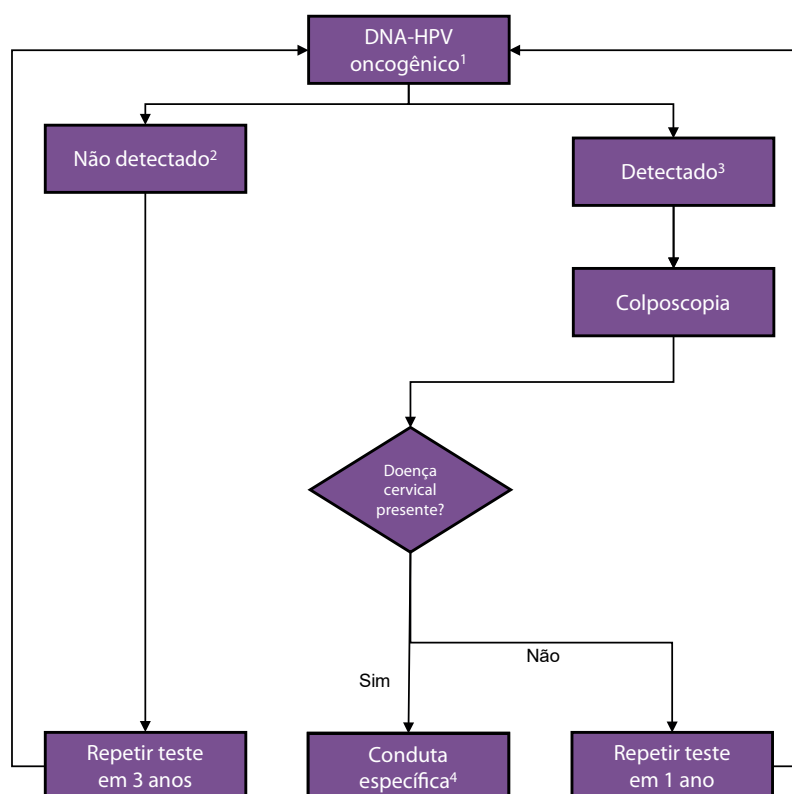 DNA-HPV
oncogênico¹
Não detectado²
Detectado³
Colposcopia
Doença
cervical
presente?
Não
Sim
Repetir teste
em 3 anos
Conduta
específica⁴
Repetir teste
em 1 ano